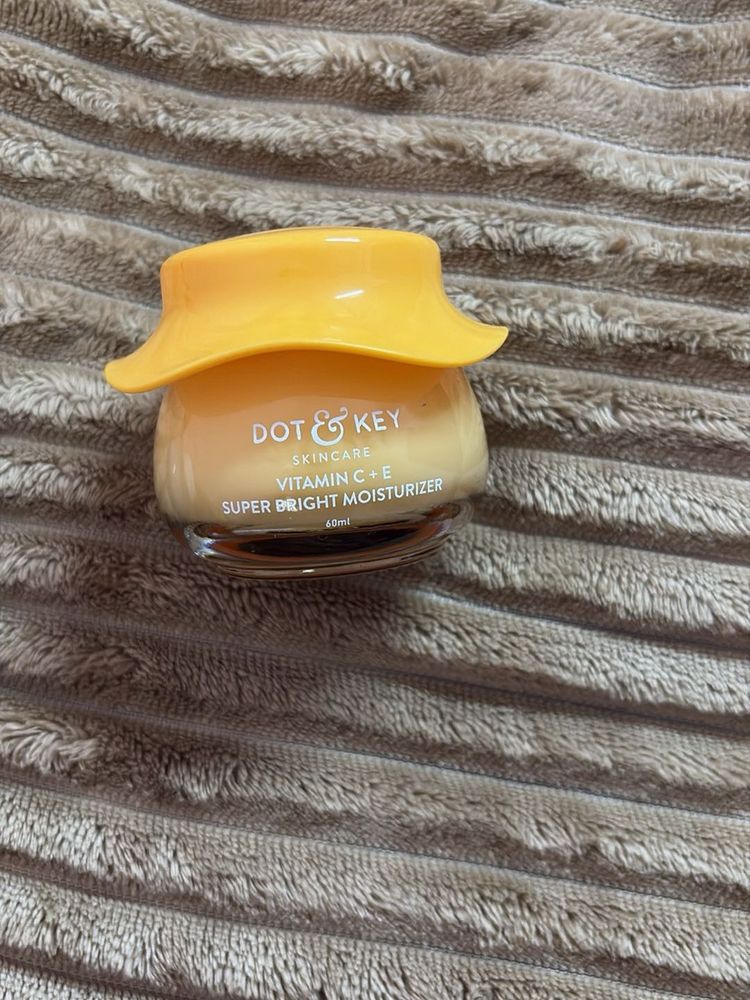 DOT & KEY
SKINCARE
VITAMIN C + E
SUPER BRIGHT MOISTURIZER
60ml